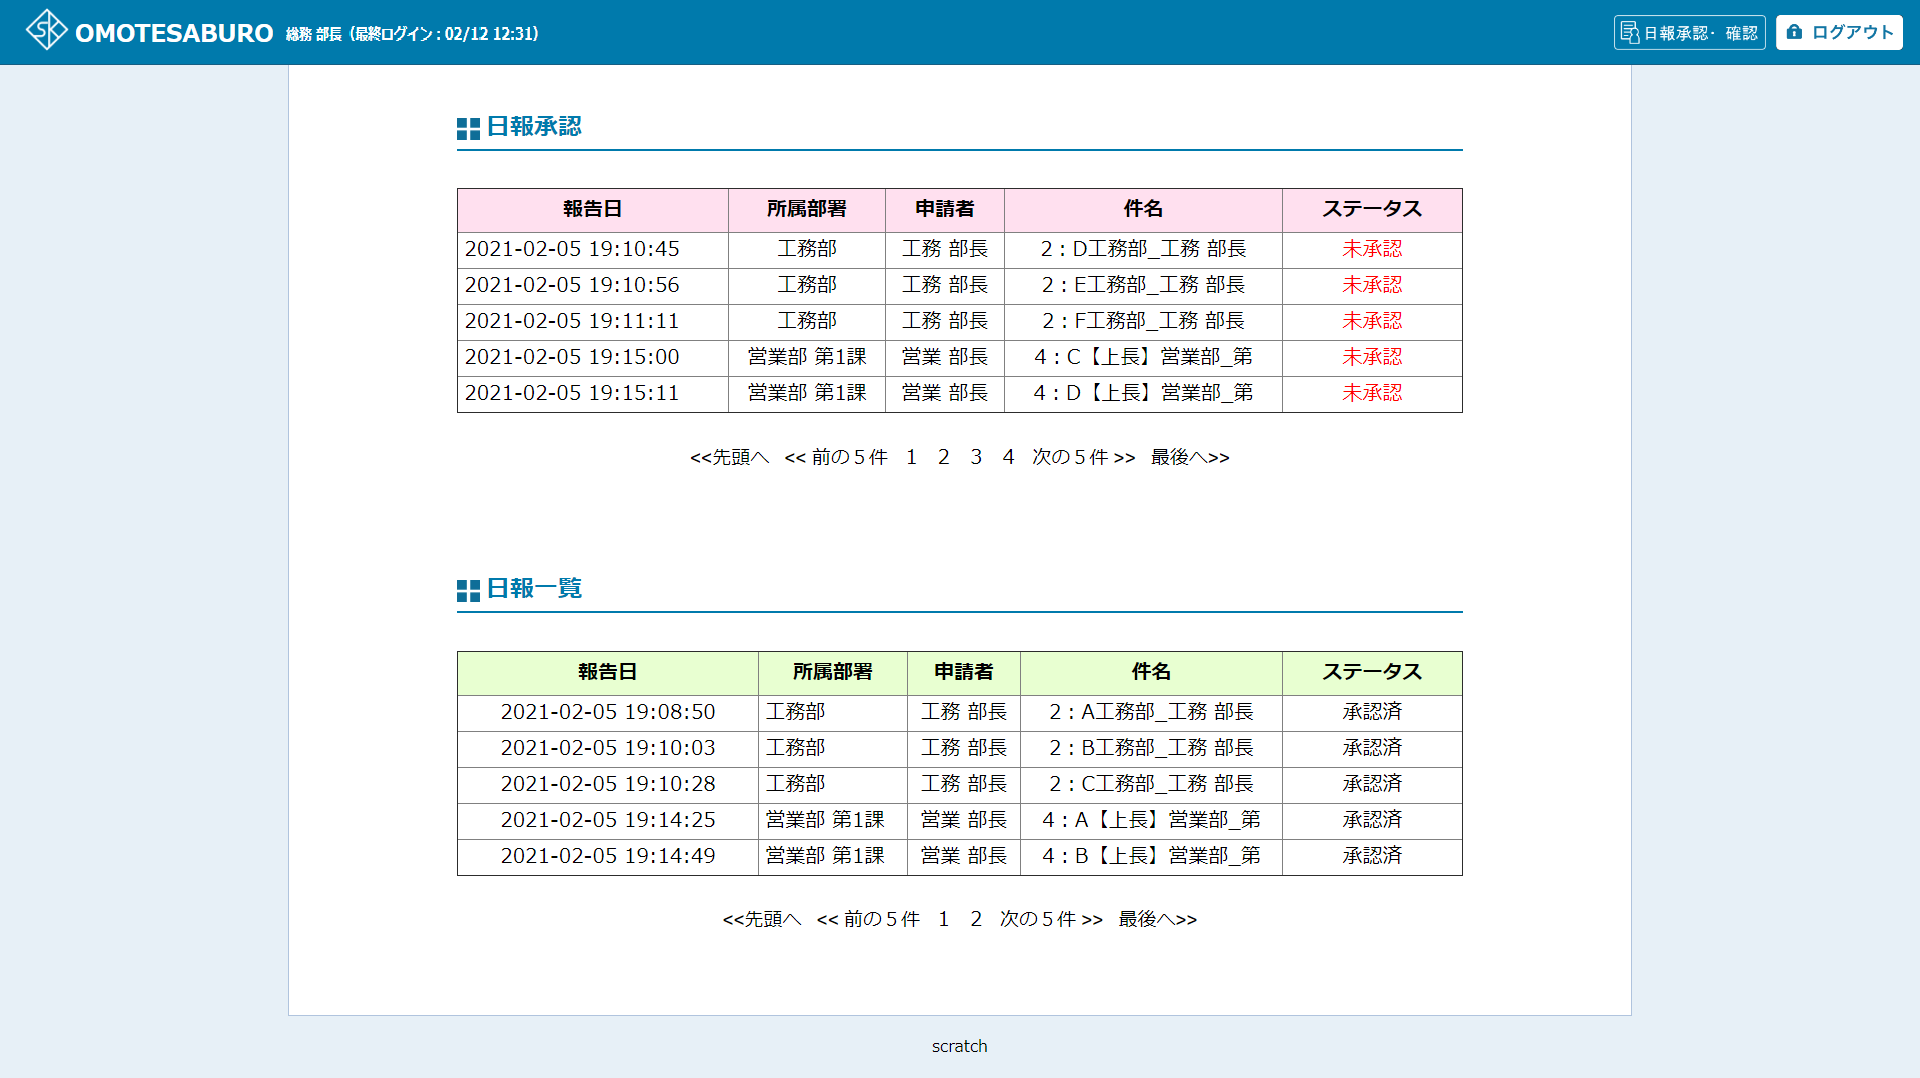 OMOTESABURO 総務 部長（最終ログイン : 02/12 12:31） 日報承認・確認 ログアウト
日報承認
報告日 所属部署 申請者 件名 ステータス
2021-02-05 19:10:45 工務部 工務 部長 2：D工務部_工務 部長 未承認
2021-02-05 19:10:56 工務部 工務 部長 2：E工務部_工務 部長 未承認
2021-02-05 19:11:11 工務部 工務 部長 2：F工務部_工務 部長 未承認
2021-02-05 19:15:00 営業部 第1課 営業 部長 4：C【上長】営業部_第 未承認
2021-02-05 19:15:11 営業部 第1課 営業 部長 4：D【上長】営業部_第 未承認
<<先頭へ << 前の５件 1 2 3 4 次の５件 >> 最後へ>>
日報一覧
報告日 所属部署 申請者 件名 ステータス
2021-02-05 19:08:50 工務部 工務 部長 2：A工務部_工務 部長 承認済
2021-02-05 19:10:03 工務部 工務 部長 2：B工務部_工務 部長 承認済
2021-02-05 19:10:28 工務部 工務 部長 2：C工務部_工務 部長 承認済
2021-02-05 19:14:25 営業部 第1課 営業 部長 4：A【上長】営業部_第 承認済
2021-02-05 19:14:49 営業部 第1課 営業 部長 4：B【上長】営業部_第 承認済
<<先頭へ << 前の５件 1 2 次の５件 >> 最後へ>>
scratch